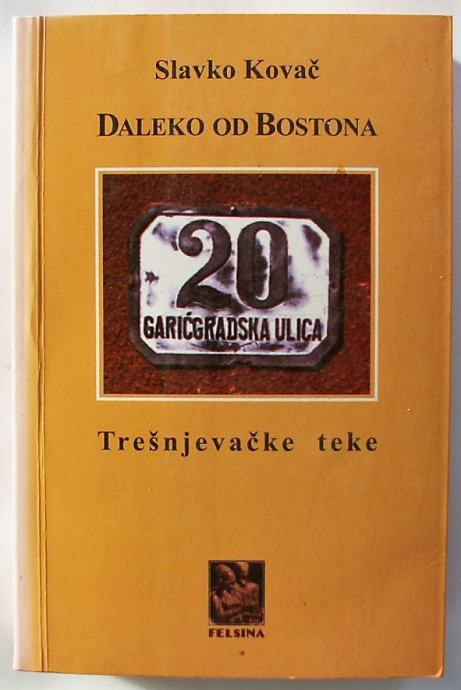 Slavko Kovač
DALEKO OD BOSTONA
20
GARIĆGRADSKA ULICA
Trešnjevačke teke
FELSINA